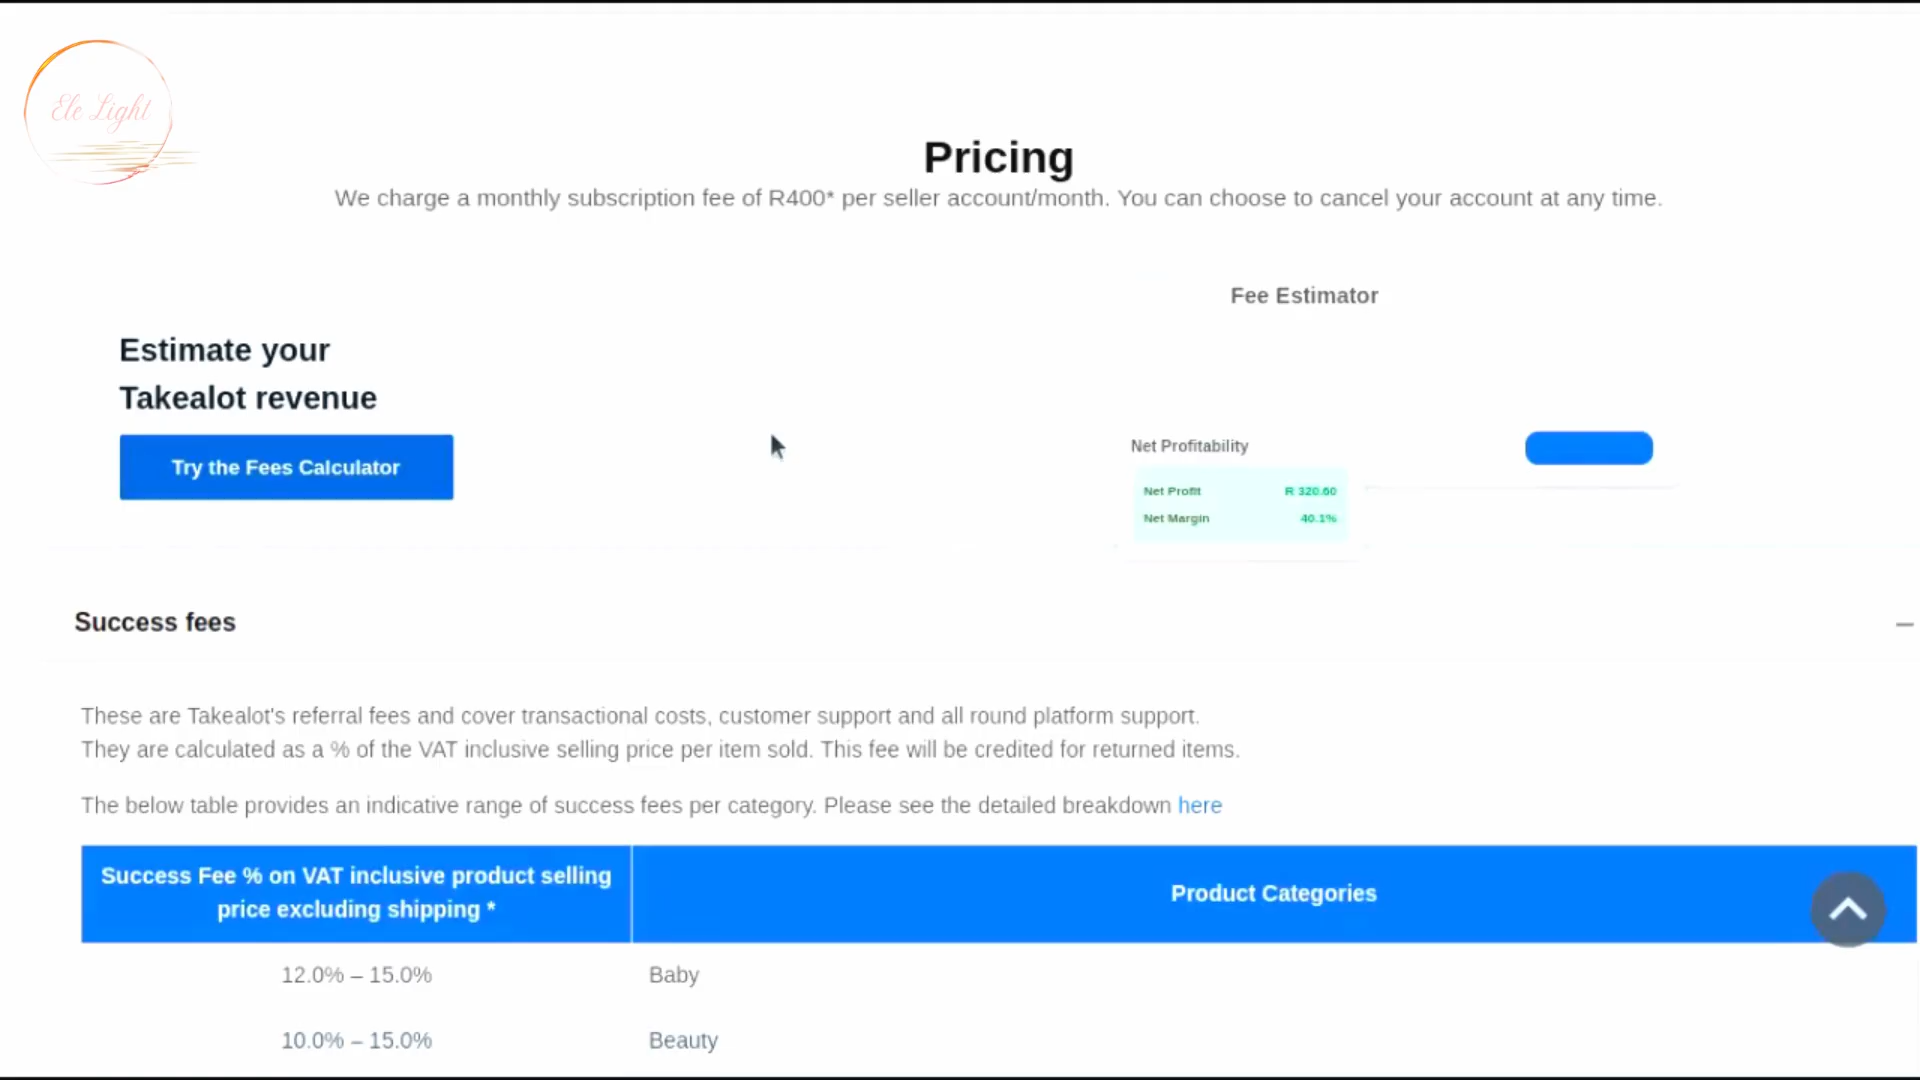 Ele Light
Pricing
We charge a monthly subscription fee of R400* per seller account/month. You can choose to cancel your account at any time.
Fee Estimator
Estimate your
Takealot revenue
Try the Fees Calculator
Net Profitability
Net Profit R 320.60
Net Margin 40.1%
Success fees
These are Takealot's referral fees and cover transactional costs, customer support and all round platform support.
They are calculated as a % of the VAT inclusive selling price per item sold. This fee will be credited for returned items.
The below table provides an indicative range of success fees per category. Please see the detailed breakdown here
Success Fee % on VAT inclusive product selling
price excluding shipping *
Product Categories
12.0% – 15.0% Baby
10.0% – 15.0% Beauty